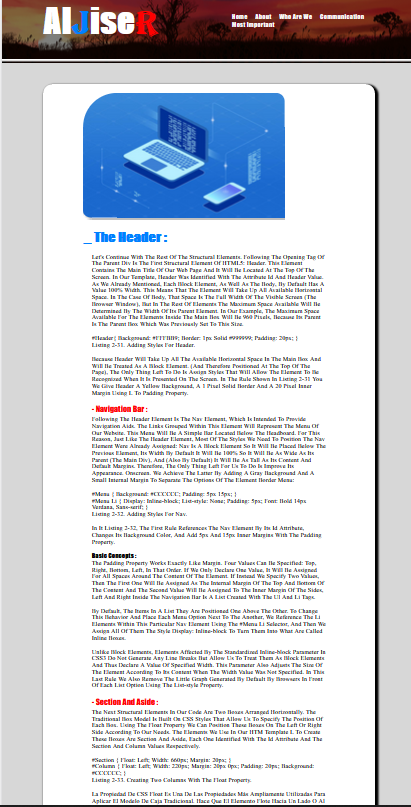 AlJiseR
Home About Who Are We Communication
Most Important
_ The Header :
Let's Continue With The Rest Of The Structural Elements. Following The Opening Tag Of
The Parent Div Is The First Structural Element Of HTML5: Header. This Element
Contains The Main Title Of Our Web Page And It Will Be Located At The Top Of The
Screen. In Our Template, Header Was Identified With The Attribute Id And Header Value.
As We Already Mentioned, Each Block Element, As Well As The Body, By Default Has A
Value 100% Width. This Means That The Element Will Take Up All Available Horizontal
Space. In The Case Of Body, That Space Is The Full Width Of The Visible Screen (The
Browser Window), But In The Rest Of Elements The Maximum Space Available Will Be
Determined By The Width Of Its Parent Element. In Our Example, The Maximum Space
Available For The Elements Inside The Main Box Will Be 960 Pixels, Because Its Parent
Is The Parent Box Which Was Previously Set To This Size.
#Header{ Background: #FFFBB9; Border: 1px Solid #999999; Padding: 20px; }
Listing 2-31. Adding Styles For Header.
Because Header Will Take Up All The Available Horizontal Space In The Main Box And
Will Be Treated As A Block Element. (And Therefore Positioned At The Top Of The
Page), The Only Thing Left To Do Is Assign Styles That Will Allow The Element To Be
Recognized When It Is Presented On The Screen. In The Rule Shown In Listing 2-31 You
We Give Header A Yellow Background, A 1 Pixel Solid Border And A 20 Pixel Inner
Margin Using L To Padding Property.
- Navigation Bar :
Following The Header Element Is The Nav Element, Which Is Intended To Provide
Navigation Aids. The Links Grouped Within This Element Will Represent The Menu Of
Our Website. This Menu Will Be A Simple Bar Located Below The Headboard. For This
Reason, Just Like The Header Element, Most Of The Styles We Need To Position The Nav
Element Were Already Assigned: Nav Is A Block Element So It Will Be Placed Below The
Previous Element, Its Width By Default It Will Be 100% So It Will Be As Wide As Its
Parent (The Main Div), And (Also By Default) It Will Be As Tall As Its Content And
Default Margins. Therefore, The Only Thing Left For Us To Do Is Improve Its
Appearance. Onscreen. We Achieve The Latter By Adding A Gray Background And A
Small Internal Margin To Separate The Options Of The Element Border Menu:
#Menu { Background: #CCCCCC; Padding: 5px 15px; }
#Menu Li { Display: Inline-block; List-style: None; Padding: 5px; Font: Bold 14px
Verdana, Sans-serif; }
Listing 2-32. Adding Styles For Nav.
In It Listing 2-32, The First Rule References The Nav Element By Its Id Attribute,
Changes Its Background Color, And Add 5px And 15px Inner Margins With The Padding
Property.
Basic Concepts :
The Padding Property Works Exactly Like Margin. Four Values Can Be Specified: Top,
Right, Bottom, Left, In That Order. If We Only Declare One Value, It Will Be Assigned
For All Spaces Around The Content Of The Element. If Instead We Specify Two Values,
Then The First One Will Be Assigned As The Internal Margin Of The Top And Bottom Of
The Content And The Second Value Will Be Assigned To The Inner Margin Of The Sides,
Left And Right Inside The Navigation Bar Is A List Created With The Ul And Li Tags.
By Default, The Items In A List They Are Positioned One Above The Other. To Change
This Behavior And Place Each Menu Option Next To The Another, We Reference The Li
Elements Within This Particular Nav Element Using The #Menu Li Selector, And Then We
Assign All Of Them The Style Display: Inline-block To Turn Them Into What Are Called
Inline Boxes.
Unlike Block Elements, Elements Affected By The Standardized Inline-block Parameter In
CSS3 Do Not Generate Any Line Breaks But Allow Us To Treat Them As Block Elements
And Thus Declare A Value Of Specified Width. This Parameter Also Adjusts The Size Of
The Element According To Its Content When The Width Value Was Not Specified. In This
Last Rule We Also Remove The Little Graph Generated By Default By Browsers In Front
Of Each List Option Using The List-style Property.
- Section And Aside :
The Next Structural Elements In Our Code Are Two Boxes Arranged Horizontally. The
Traditional Box Model Is Built On CSS Styles That Allow Us To Specify The Position Of
Each Box. Using The Float Property We Can Position These Boxes On The Left Or Right
Side According To Our Needs. The Elements We Use In Our HTM Template L To Create
These Boxes Are Section And Aside, Each One Identified With The Id Attribute And The
Section And Column Values Respectively.
#Section { Float: Left; Width: 660px; Margin: 20px; }
#Column { Float: Left; Width: 220px; Margin: 20px 0px; Padding: 20px; Background:
#CCCCCC; }
Listing 2-33. Creating Two Columns With The Float Property.
La Propiedad De CSS Float Es Una De Las Propiedades Más Ampliamente Utilizadas Para
Aplicar El Modelo De Caja Tradicional. Hace Que El Elemento Flote Hacia Un Lado O Al